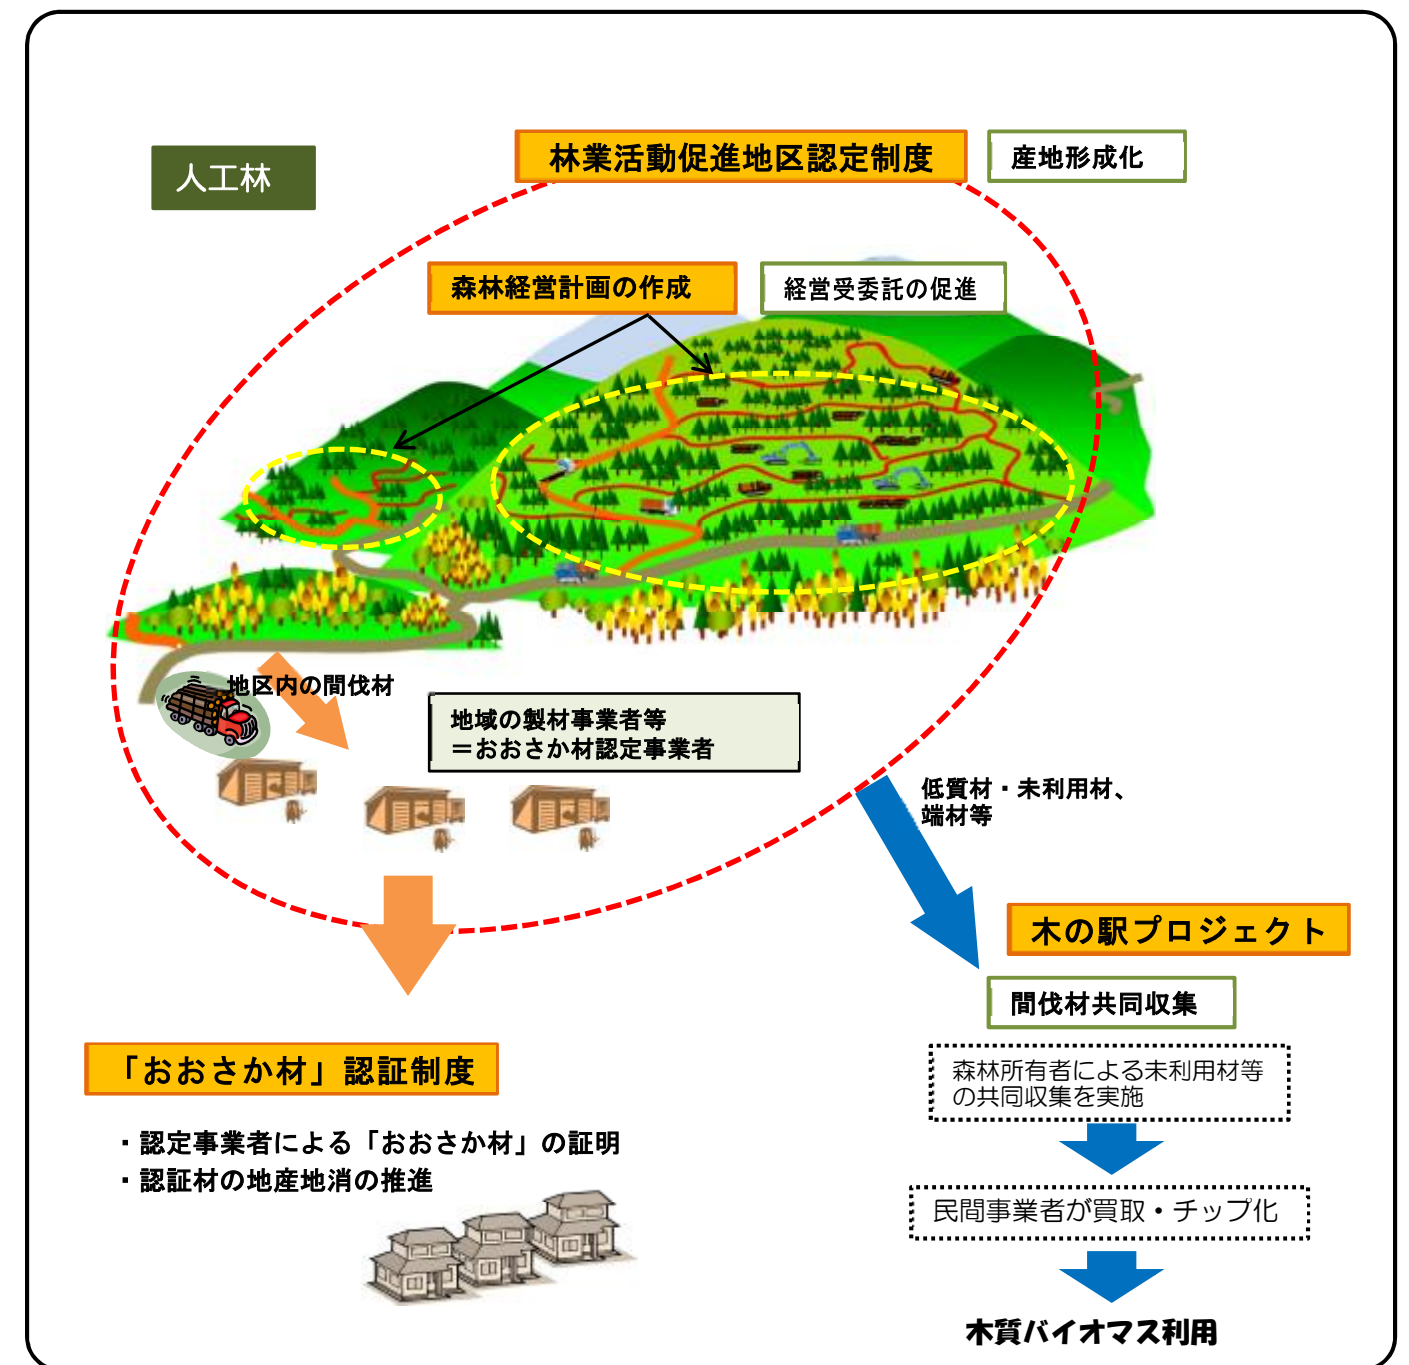 人工林
林業活動促進地区認定制度
産地形成化
森林経営計画の作成
経営受委託の促進
地区内の間伐材
地域の製材事業者等
＝おおさか材認定事業者
低質材・未利用材、
端材等
木の駅プロジェクト
間伐材共同収集
森林所有者による未利用材等
の共同収集を実施
民間事業者が買取・チップ化
木質バイオマス利用
「おおさか材」認証制度
・認定事業者による「おおさか材」の証明
・認証材の地産地消の推進